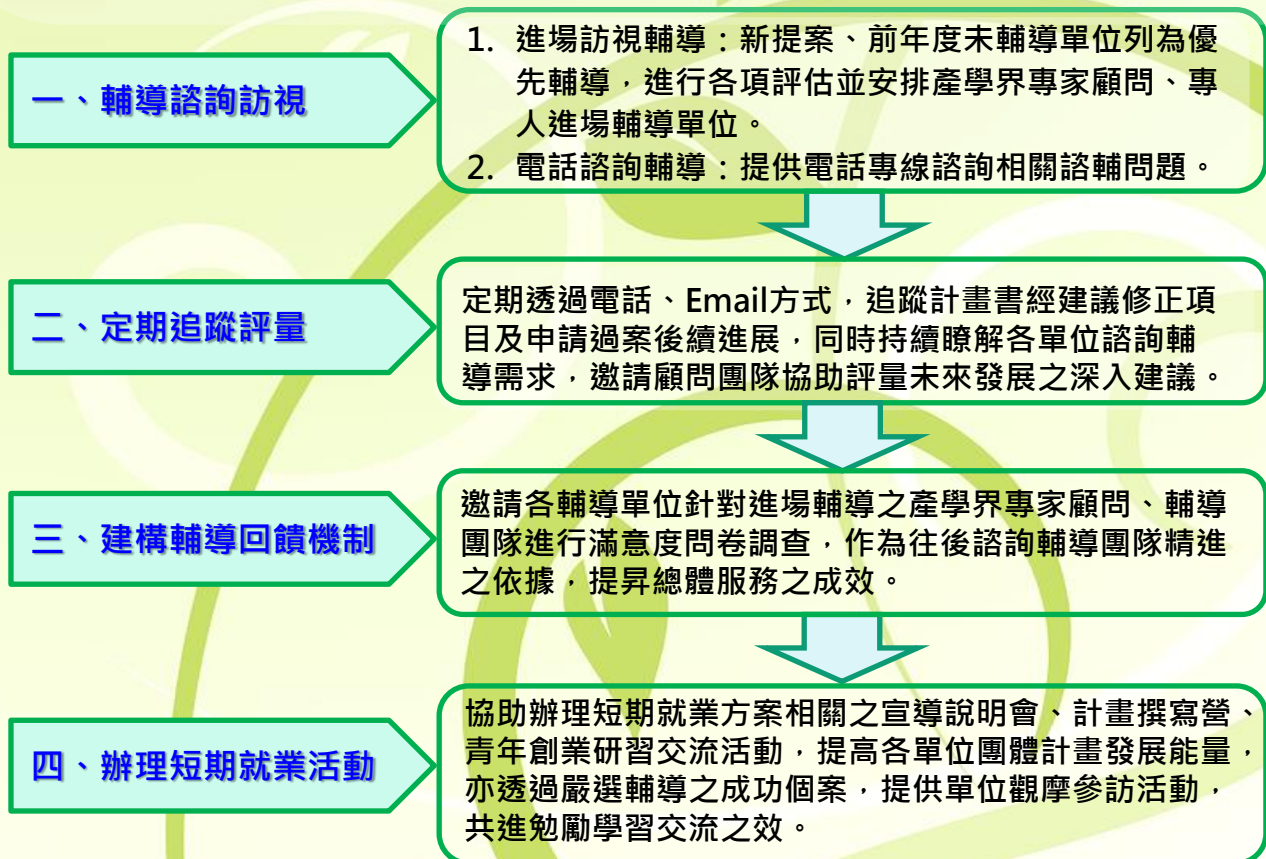 一、輔導諮詢訪視
1. 進場訪視輔導：新提案、前年度未輔導單位列為優
先輔導，進行各項評估並安排產學界專家顧問、專
人進場輔導單位。
2. 電話諮詢輔導：提供電話專線諮詢相關諮輔問題。
二、定期追蹤評量
定期透過電話、Email方式，追蹤計畫書經建議修正項
目及申請過案後續進展，同時持續瞭解各單位諮詢輔
導需求，邀請顧問團隊協助評量未來發展之深入建議。
三、建構輔導回饋機制
邀請各輔導單位針對進場輔導之產學界專家顧問、輔導
團隊進行滿意度問卷調查，作為往後諮詢輔導團隊精進
之依據，提昇總體服務之成效。
四、辦理短期就業活動
協助辦理短期就業方案相關之宣導說明會、計畫撰寫營、
青年創業研習交流活動，提高各單位團體計畫發展能量，
亦透過嚴選輔導之成功個案，提供單位觀摩參訪活動，
共進勉勵學習交流之效。